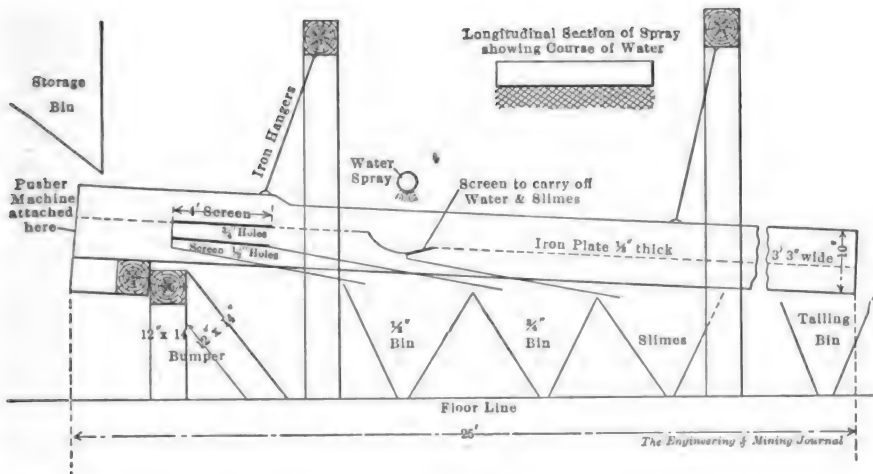 Longitudinal Section of Spray
showing Course of Water
Storage
Bin
Iron Hangers
Water
Spray
Screen to carry off
Water & Slimes
Pusher
Machine
attached
here
4' Screen
¾" Holes
Screen ½" Holes
Iron Plate ⅛" thick
3' 3" wide
10"
12" x 14"
12" x 14"
Bumper
½"
Bin
¾"
Bin
Slimes
Tailing
Bin
Floor Line
25'
The Engineering & Mining Journal